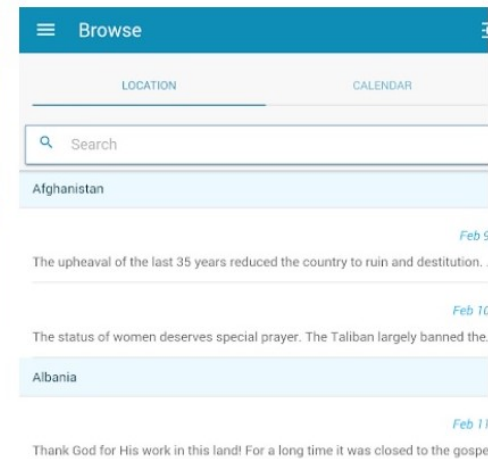 Browse
LOCATION CALENDAR
Search
Afghanistan
Feb 9
The upheaval of the last 35 years reduced the country to ruin and destitution. .
Feb 10
The status of women deserves special prayer. The Taliban largely banned the.
Albania
Feb 11
Thank God for His work in this land! For a long time it was closed to the gospe